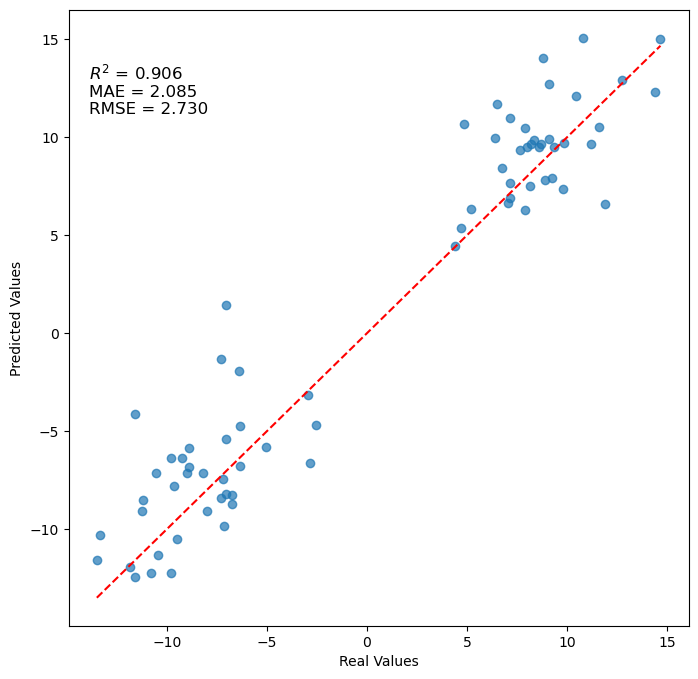 R² = 0.906
MAE = 2.085
RMSE = 2.730
15
10
5
0
−5
−10
Predicted Values
−10 −5 0 5 10 15
Real Values